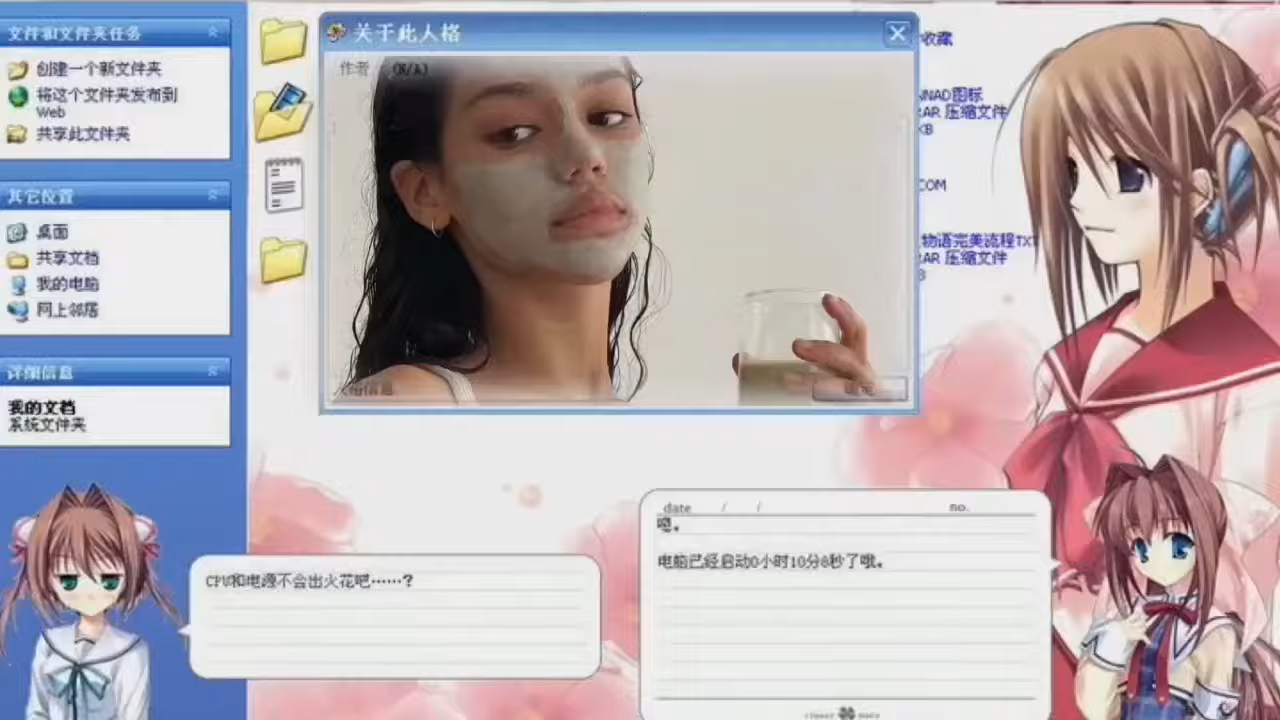 文件和文件夹任务
创建一个新文件夹
将这个文件夹发布到
Web
共享此文件夹
其它位置
桌面
共享文档
我的电脑
网上邻居
详细信息
我的文档
系统文件夹
关于此人格
作者 (N/A)
收藏
NAD图标
AR 压缩文件
KB
COM
物语完美流程TXT
AR 压缩文件
CPU和电源不会出火花吧……?
date / / no.
嗯。
电脑已经启动0小时10分8秒了哦。